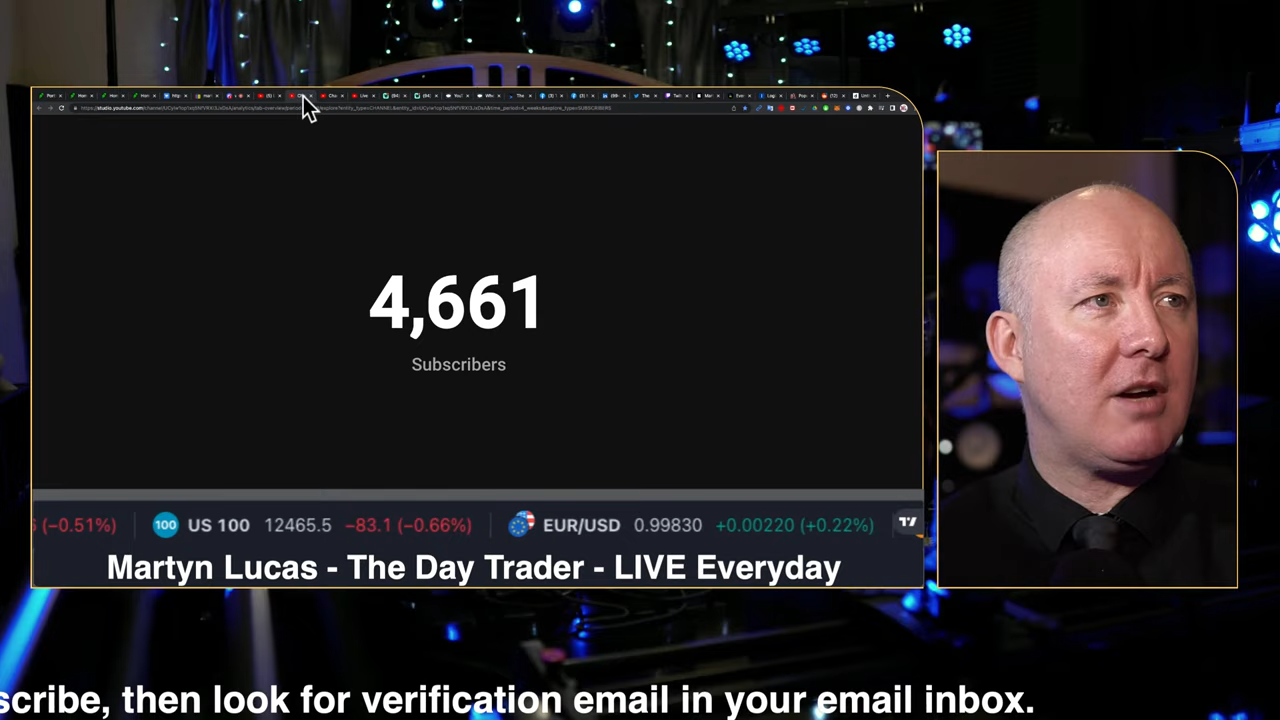 4,661
Subscribers
(−0.51%) 100 US 100 12465.5 −83.1 (−0.66%) EUR/USD 0.99830 +0.00220 (+0.22%)
Martyn Lucas - The Day Trader - LIVE Everyday
scribe, then look for verification email in your email inbox.